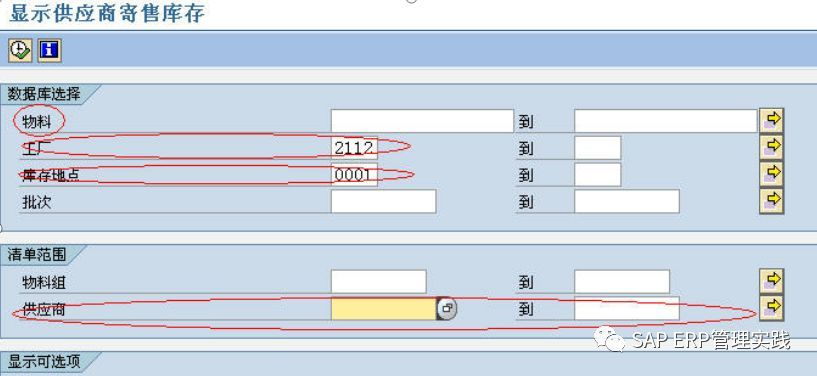 显示供应商寄售库存
数据库选择
物料 到
工厂 2112 到
库存地点 0001 到
批次 到
清单范围
物料组 到
供应商 到
SAP ERP管理实践
显示可选项